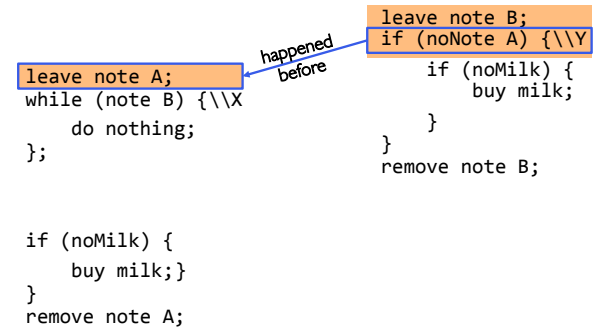 leave note A;
while (note B) {\\X
do nothing;
};
if (noMilk) {
buy milk;}
}
remove note A;
happened
before
leave note B;
if (noNote A) {\\Y
if (noMilk) {
buy milk;
}
}
remove note B;